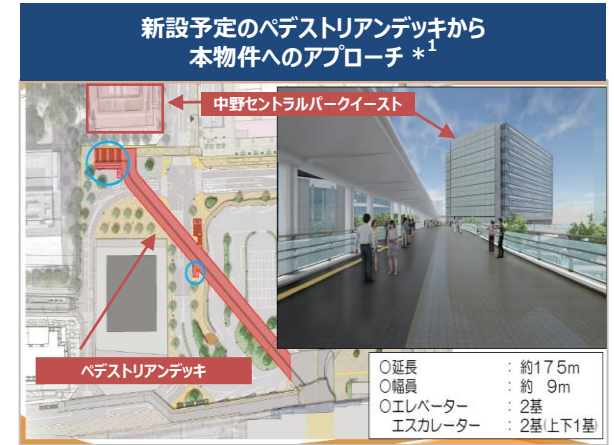 新設予定のペデストリアンデッキから
本物件へのアプローチ *1
中野セントラルパークイースト
ペデストリアンデッキ
○延長 : 約175m
○幅員 : 約 9m
○エレベーター : 2基
エスカレーター : 2基(上下1基)